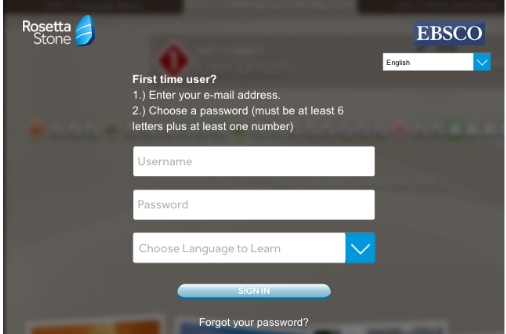 Rosetta
Stone
EBSCO
English
First time user?
1.) Enter your e-mail address.
2.) Choose a password (must be at least 6
letters plus at least one number)
Username
Password
Choose Language to Learn
SIGN IN
Forgot your password?